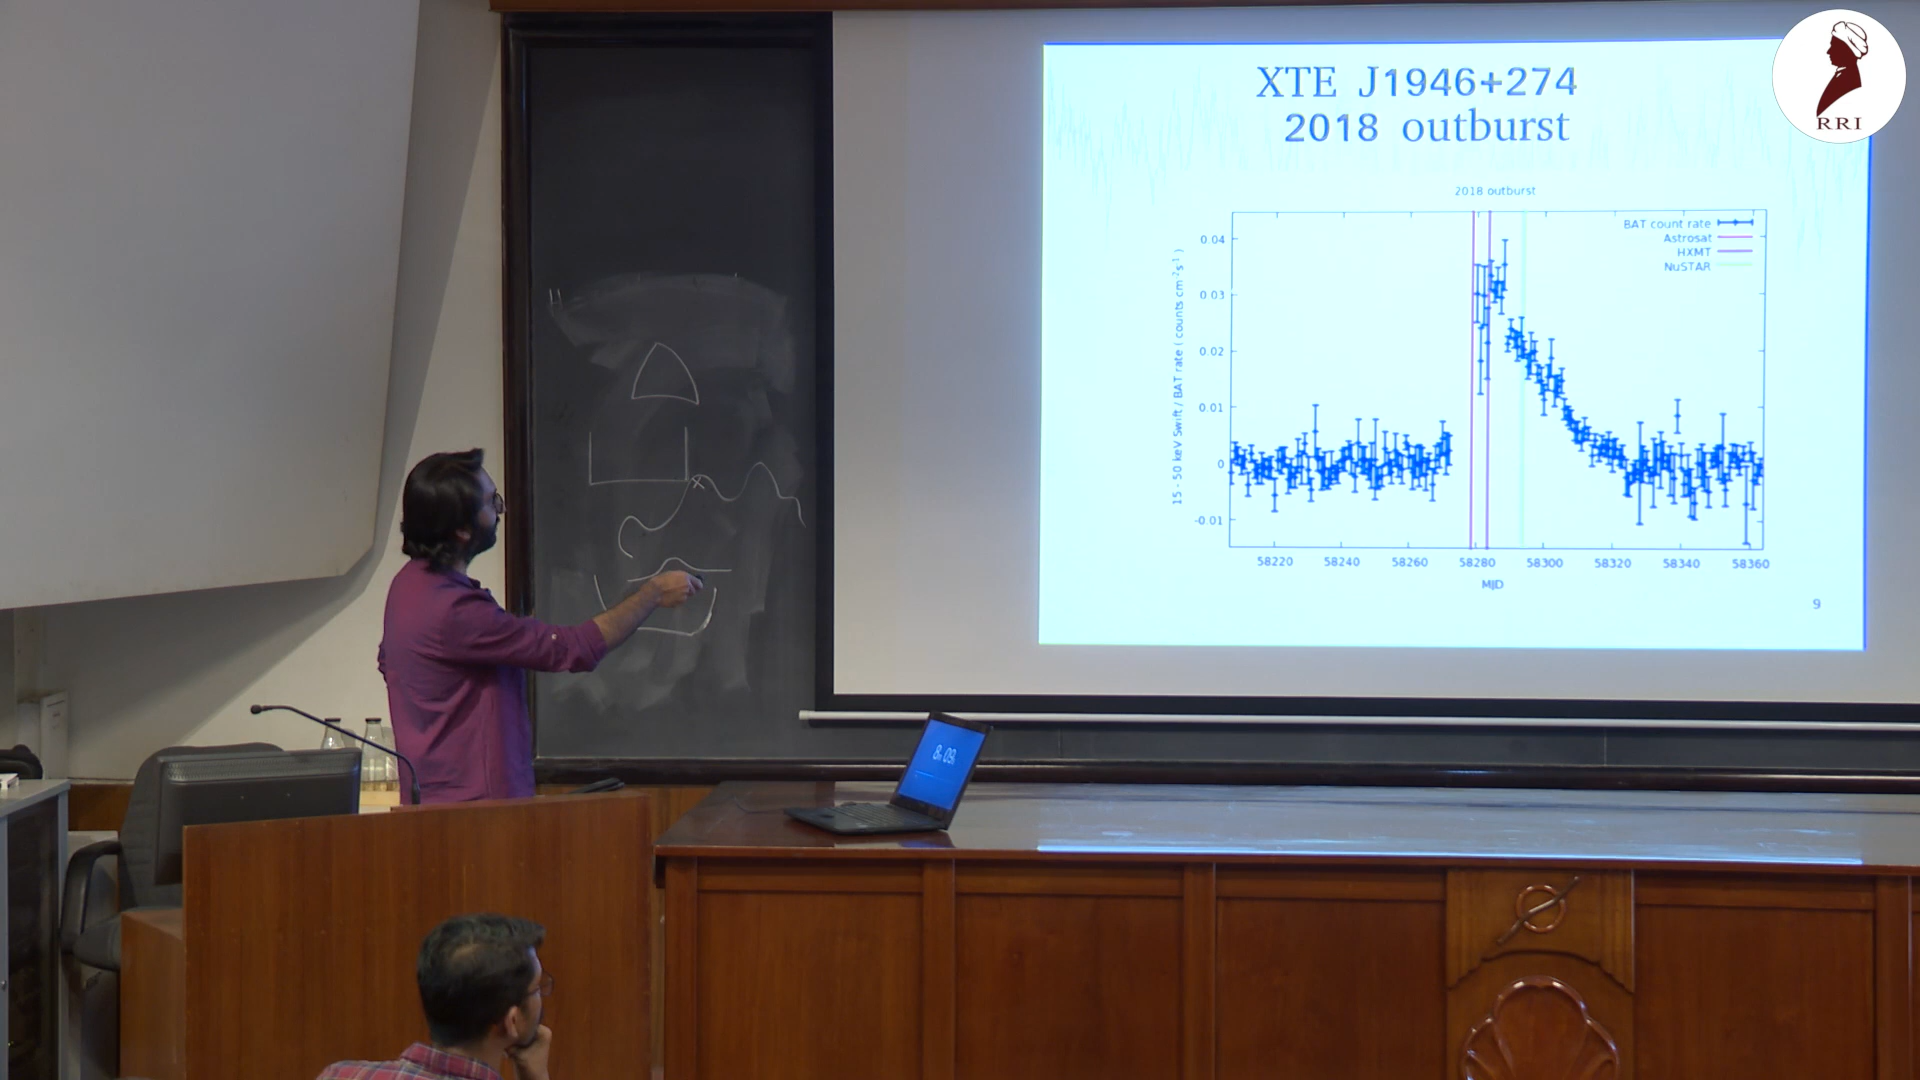 RRI
XTE J1946+274
2018 outburst
2018 outburst
BAT count rate
Astrosat
HXMT
NuSTAR
15 - 50 keV Swift / BAT rate ( counts cm⁻²s⁻¹ )
0.04
0.03
0.02
0.01
0
-0.01
58220 58240 58260 58280 58300 58320 58340 58360
MJD
9